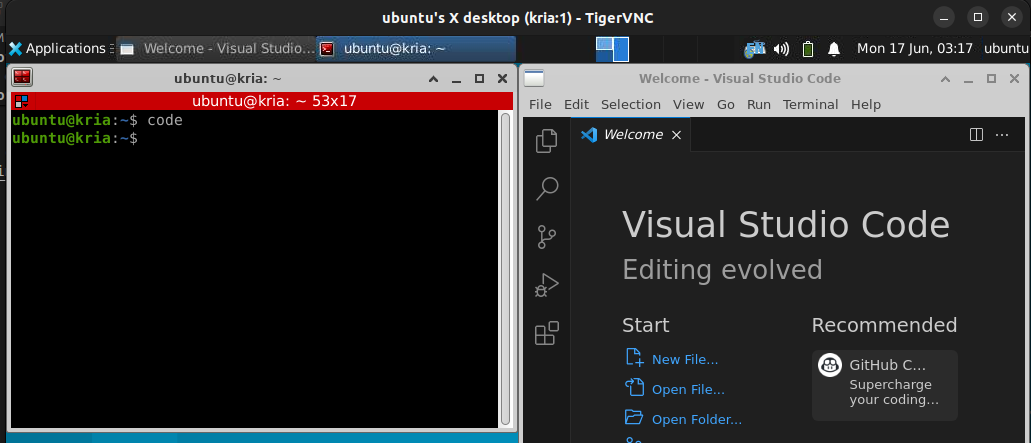 ubuntu's X desktop (kria:1) - TigerVNC
Applications
Welcome - Visual Studio...
ubuntu@kria: ~
Mon 17 Jun, 03:17
ubuntu
ubuntu@kria: ~
ubuntu@kria: ~ 53x17
ubuntu@kria:~$ code
ubuntu@kria:~$
Welcome - Visual Studio Code
File Edit Selection View Go Run Terminal Help
Welcome
Visual Studio Code
Editing evolved
Start
New File...
Open File...
Open Folder...
Recommended
GitHub C...
Supercharge
your coding...